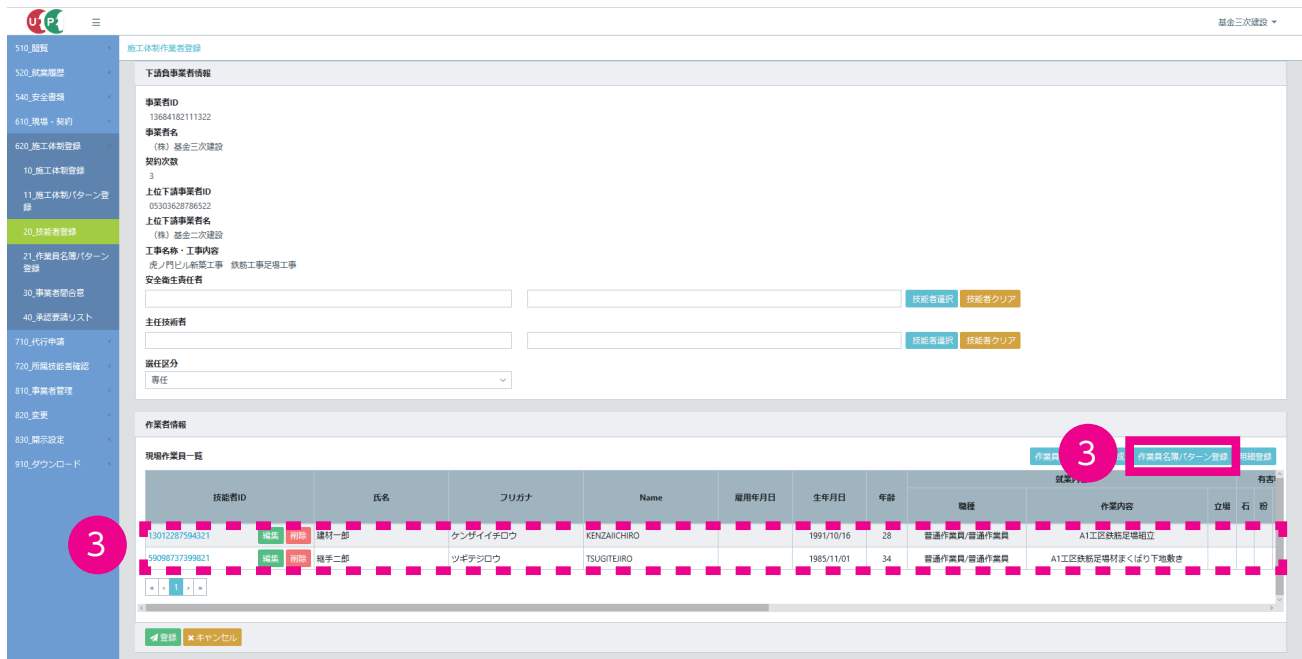 UP
基金三次建設
510_閲覧
520_就業履歴
540_安全書類
610_現場・契約
620_施工体制登録
10_施工体制登録
11_施工体制パターン登
録
20_技能者登録
21_作業員名簿パターン
登録
30_事業者間合意
40_承認要請リスト
710_代行申請
720_所属技能者確認
810_事業者管理
820_変更
830_開示設定
910_ダウンロード
施工体制作業者登録
下請負事業者情報
事業者ID
13684182111322
事業者名
（株）基金三次建設
契約次数
3
上位下請事業者ID
05303628786522
上位下請事業者名
（株）基金二次建設
工事名称・工事内容
虎ノ門ビル新築工事　鉄筋工事足場工事
安全衛生責任者
技能者選択 技能者クリア
主任技術者
技能者選択 技能者クリア
選任区分
専任
作業者情報
現場作業員一覧
作業員 3 成 作業員名簿パターン登録 明細登録
技能者ID 氏名 フリガナ Name 雇用年月日 生年月日 年齢 就業内容 有害
職種 作業内容 立場 石 粉
3
13012287594321 編集 削除 建材一郎 ケンザイイチロウ KENZAIICHIRO 1991/10/16 28 普通作業員/普通作業員 A1工区鉄筋足場組立
59098737399821 編集 削除 継手二郎 ツギテジロウ TSUGITEJIRO 1985/11/01 34 普通作業員/普通作業員 A1工区鉄筋足場材まくばり下地敷き
« ‹ 1 › »
登録 ×キャンセル